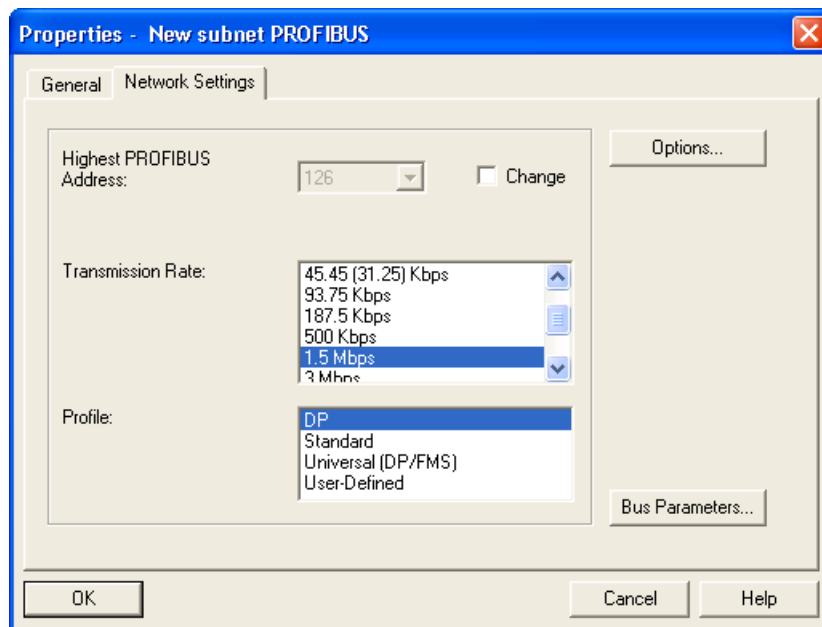 Properties - New subnet PROFIBUS
General
Network Settings
Highest PROFIBUS
Address:
126
Change
Options...
Transmission Rate:
45.45 (31.25) Kbps
93.75 Kbps
187.5 Kbps
500 Kbps
1.5 Mbps
3 Mbps
Profile:
DP
Standard
Universal (DP/FMS)
User-Defined
Bus Parameters...
OK
Cancel
Help